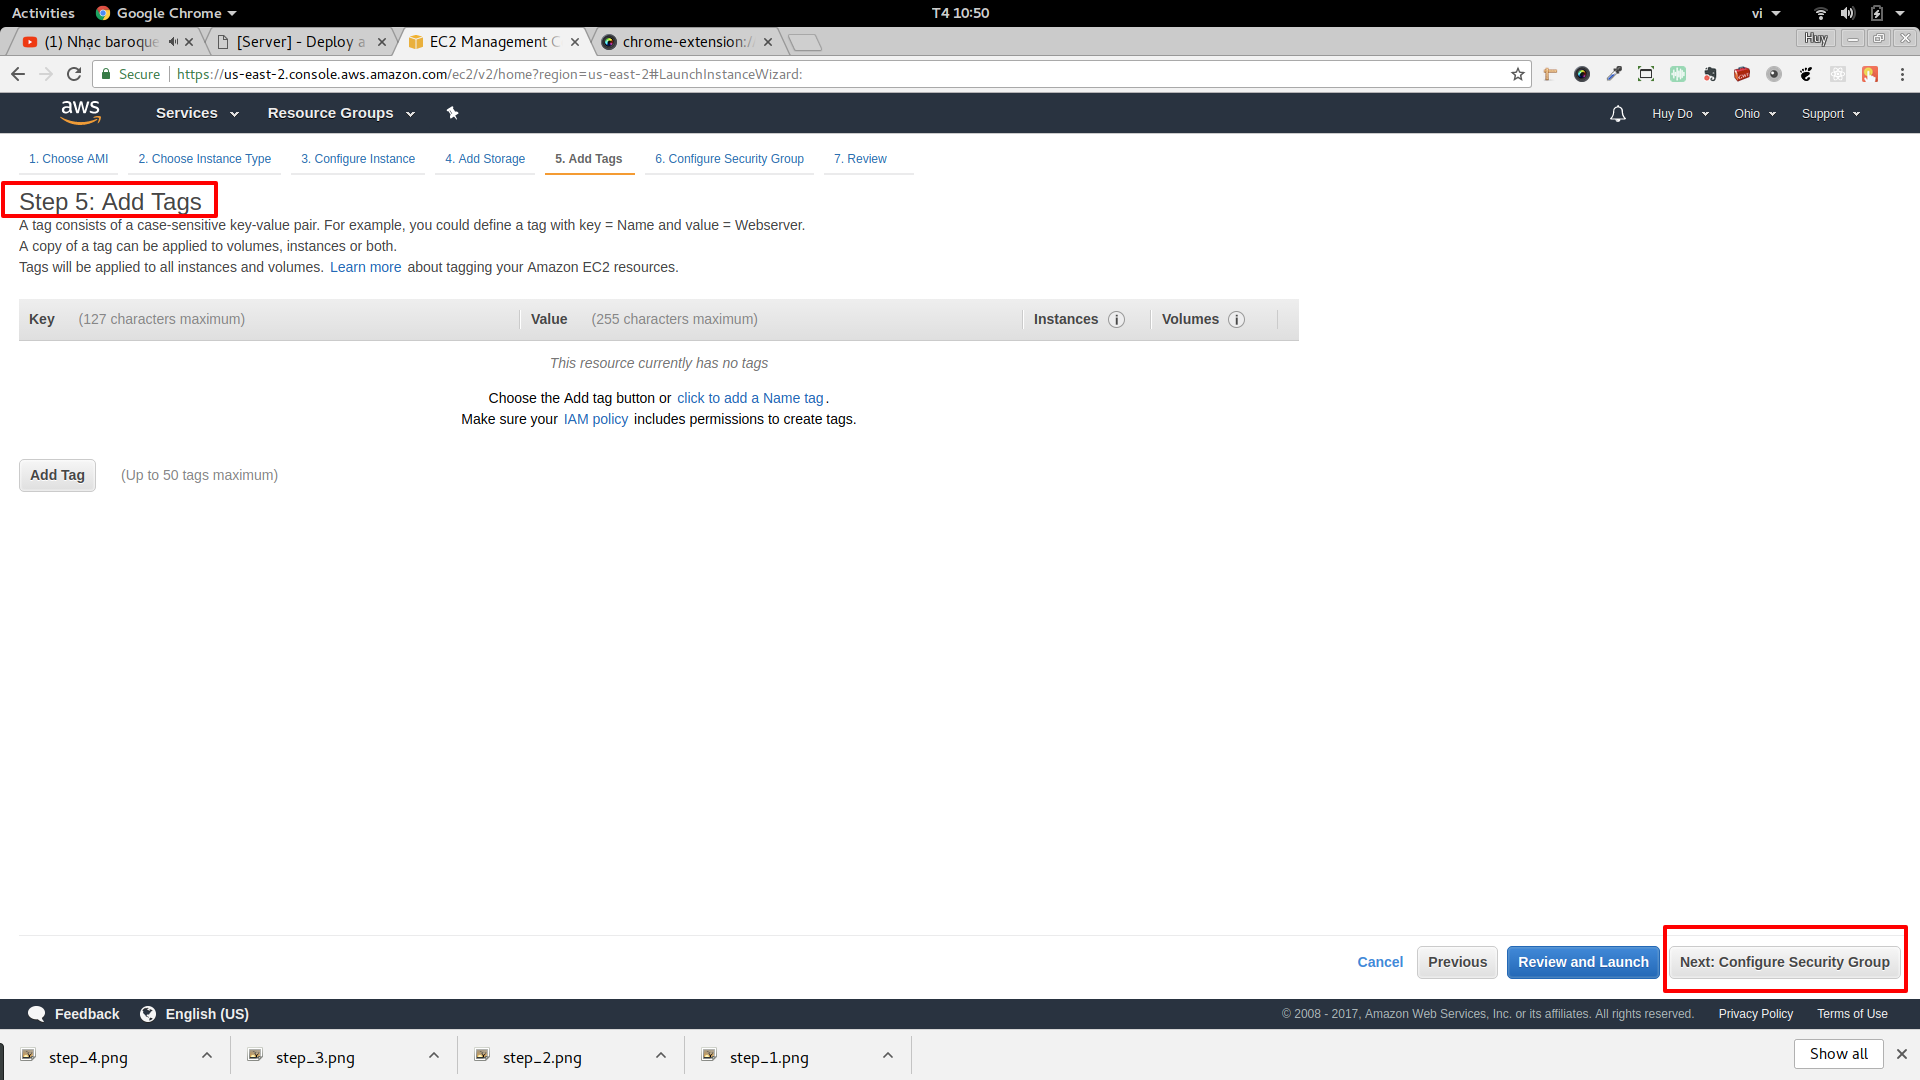 Activities Google Chrome T4 10:50 vi
(1) Nhạc baroque [Server] - Deploy a EC2 Management C chrome-extension:/ Huy
Secure https://us-east-2.console.aws.amazon.com/ec2/v2/home?region=us-east-2#LaunchInstanceWizard:
aws Services Resource Groups Huy Do Ohio Support
1. Choose AMI 2. Choose Instance Type 3. Configure Instance 4. Add Storage 5. Add Tags 6. Configure Security Group 7. Review
Step 5: Add Tags
A tag consists of a case-sensitive key-value pair. For example, you could define a tag with key = Name and value = Webserver.
A copy of a tag can be applied to volumes, instances or both.
Tags will be applied to all instances and volumes. Learn more about tagging your Amazon EC2 resources.
Key (127 characters maximum) Value (255 characters maximum) Instances i Volumes i
This resource currently has no tags
Choose the Add tag button or click to add a Name tag.
Make sure your IAM policy includes permissions to create tags.
Add Tag (Up to 50 tags maximum)
Cancel Previous Review and Launch Next: Configure Security Group
Feedback English (US) © 2008 - 2017, Amazon Web Services, Inc. or its affiliates. All rights reserved. Privacy Policy Terms of Use
step_4.png step_3.png step_2.png step_1.png Show all